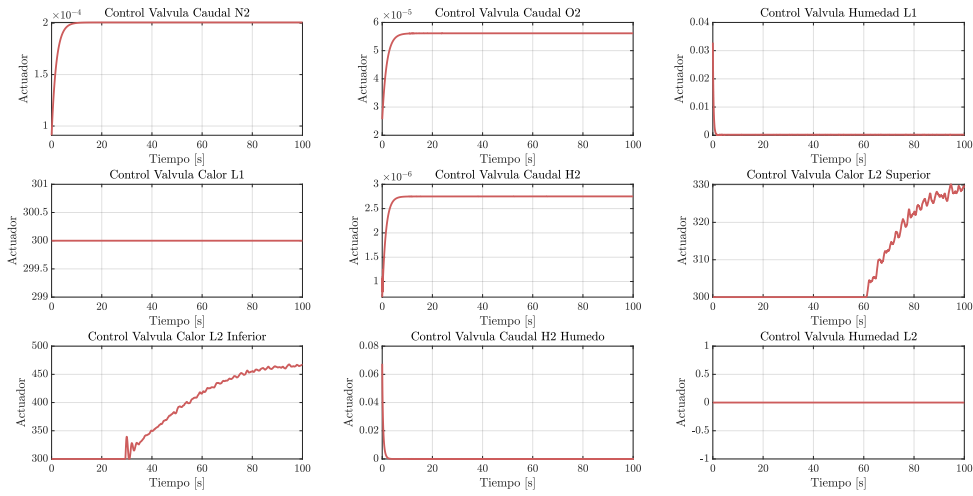 Control Valvula Caudal N2
×10⁻⁴
2
1.5
1
Actuador
0 20 40 60 80 100
Tiempo [s]
Control Valvula Caudal O2
×10⁻⁵
6
5
4
3
2
Actuador
0 20 40 60 80 100
Tiempo [s]
Control Valvula Humedad L1
0.04
0.03
0.02
0.01
0
Actuador
0 20 40 60 80 100
Tiempo [s]
Control Valvula Calor L1
301
300.5
300
299.5
299
Actuador
0 20 40 60 80 100
Tiempo [s]
Control Valvula Caudal H2
×10⁻⁶
3
2.5
2
1.5
1
Actuador
0 20 40 60 80 100
Tiempo [s]
Control Valvula Calor L2 Superior
330
320
310
300
Actuador
0 20 40 60 80 100
Tiempo [s]
Control Valvula Calor L2 Inferior
500
450
400
350
300
Actuador
0 20 40 60 80 100
Tiempo [s]
Control Valvula Caudal H2 Humedo
0.08
0.06
0.04
0.02
0
Actuador
0 20 40 60 80 100
Tiempo [s]
Control Valvula Humedad L2
1
0.5
0
-0.5
-1
Actuador
0 20 40 60 80 100
Tiempo [s]